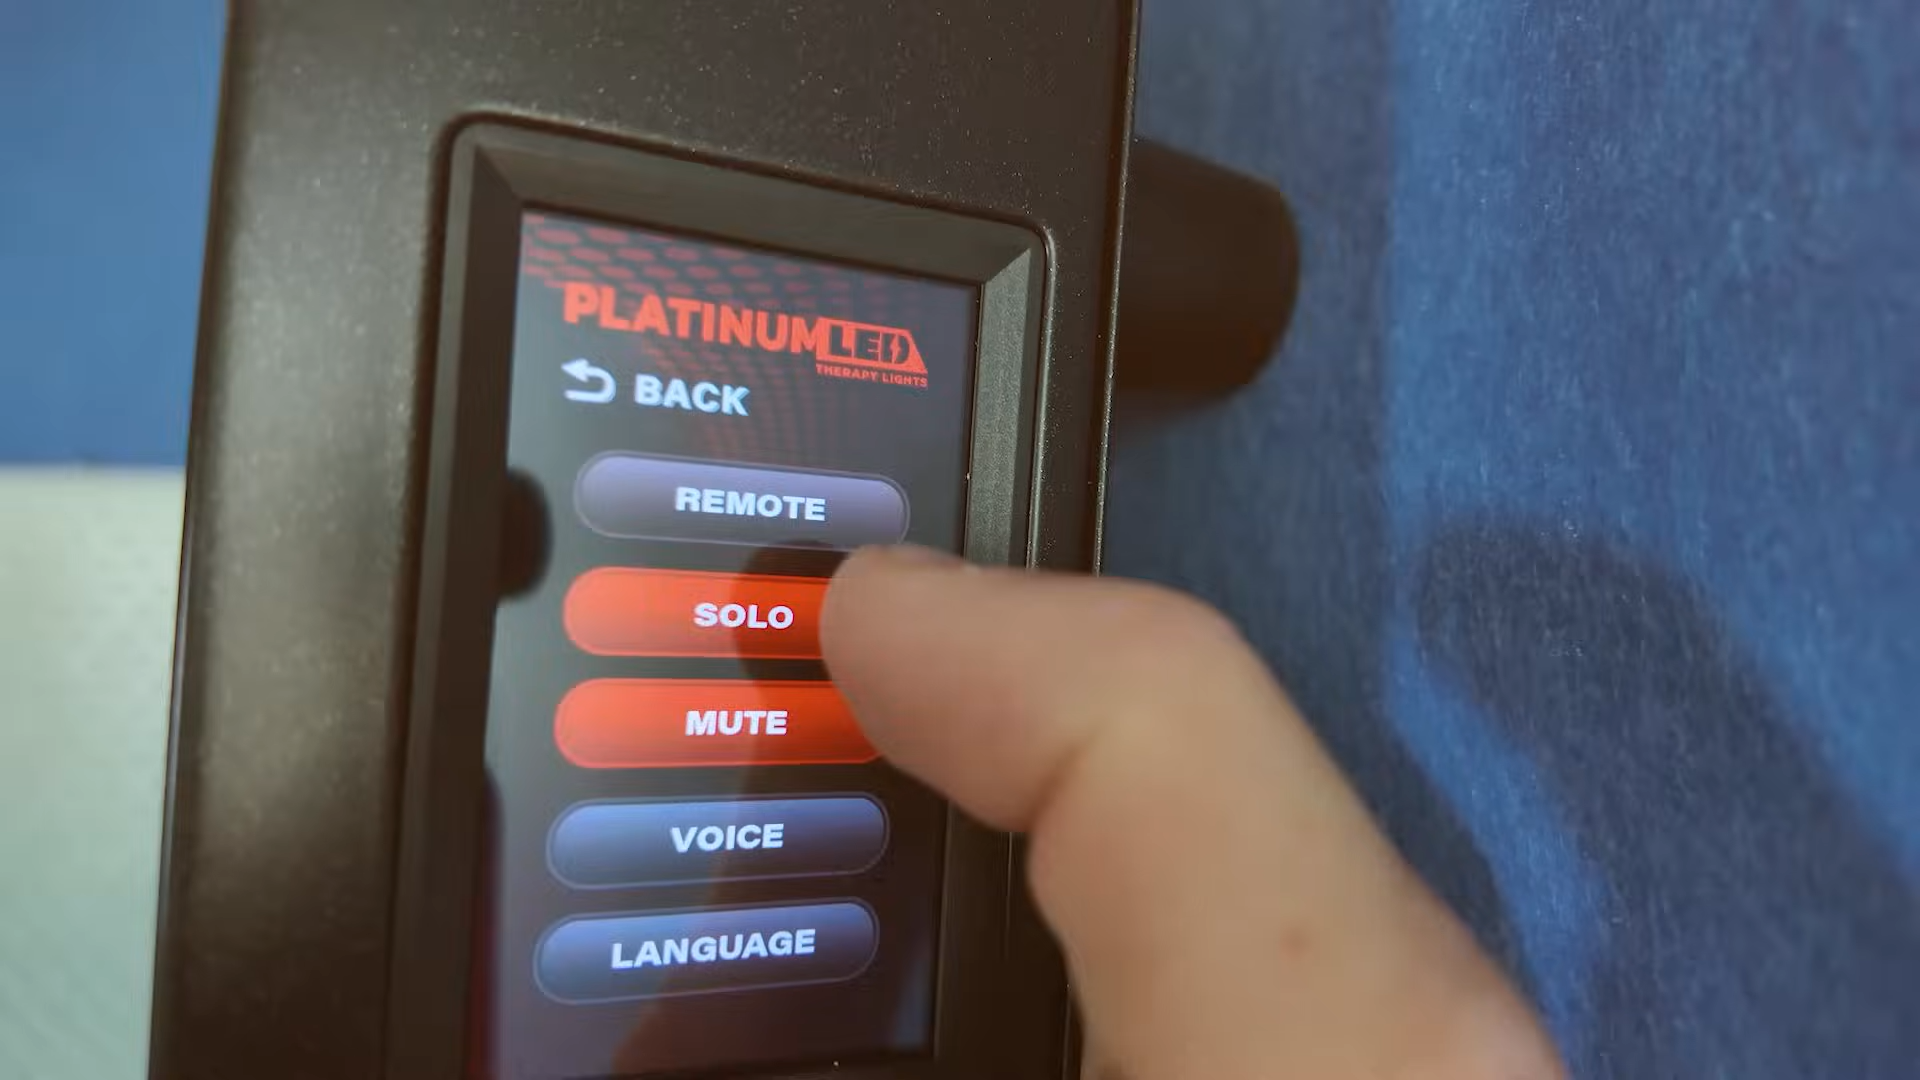 PLATINUMLED
THERAPY LIGHTS
BACK
REMOTE
SOLO
MUTE
VOICE
LANGUAGE